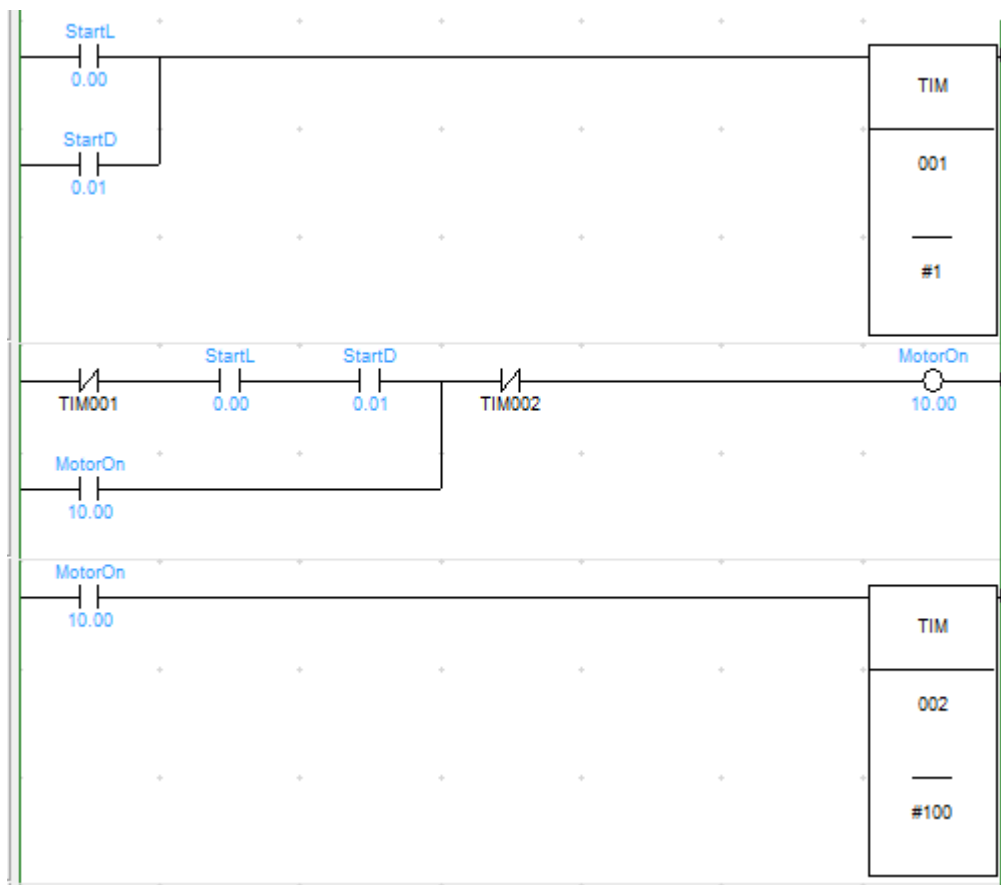 StartL
0.00
TIM
StartD
0.01
001
#1
StartL StartD MotorOn
TIM001 0.00 0.01 TIM002 10.00
MotorOn
10.00
MotorOn
10.00
TIM
002
#100